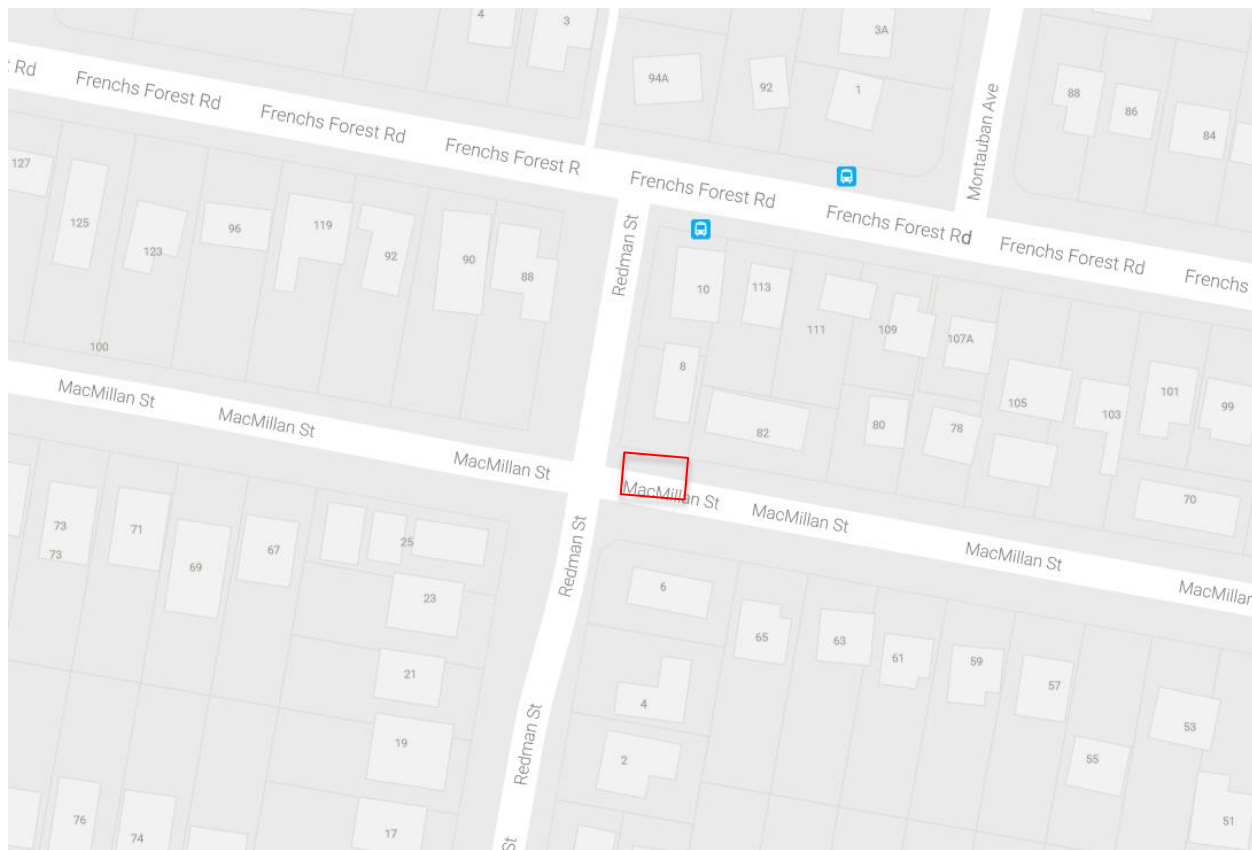 4
3
3A
94A
92
1
88
86
84
: Rd
Frenchs Forest Rd
Frenchs Forest Rd
Frenchs Forest R
Frenchs Forest Rd
Frenchs Forest Rd
Frenchs Forest Rd
Frenchs
Montauban Ave
127
125
123
96
119
92
90
88
Redman St
10
113
111
109
107A
105
103
101
99
8
82
80
78
70
100
MacMillan St
MacMillan St
MacMillan St
MacMillan St
MacMillan St
MacMillan St
MacMillan
73
73
71
69
67
25
23
21
19
17
76
74
Redman St
Redman St
St
6
4
2
65
63
61
59
57
55
53
51